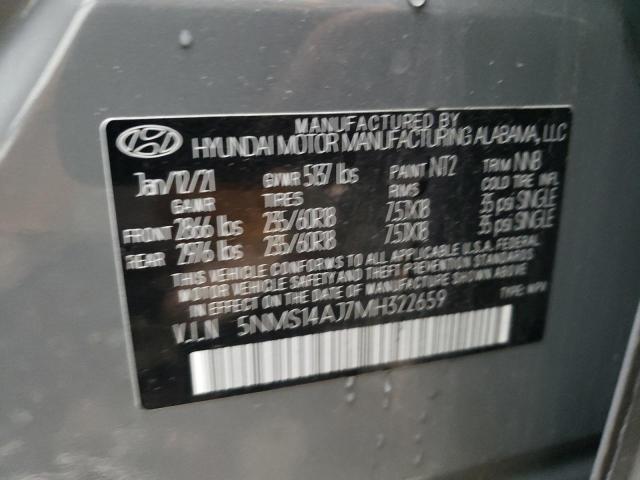 MANUFACTURED BY
HYUNDAI MOTOR MANUFACTURING ALABAMA, LLC
Jan/12/21 GVWR 5137 lbs PAINT NT2 TRIM NNB
GAWR TIRES RIMS COLD TIRE INFL.
FRONT 2866 lbs 235/60R18 7.5JX18 35 psi SINGLE
REAR 2976 lbs 235/60R18 7.5JX18 35 psi SINGLE
THIS VEHICLE CONFORMS TO ALL APPLICABLE U.S.A. FEDERAL
MOTOR VEHICLE SAFETY AND THEFT PREVENTION STANDARDS
IN EFFECT ON THE DATE OF MANUFACTURE SHOWN ABOVE.
V.I.N 5NMS14AJ7MH322659 TYPE: MPV